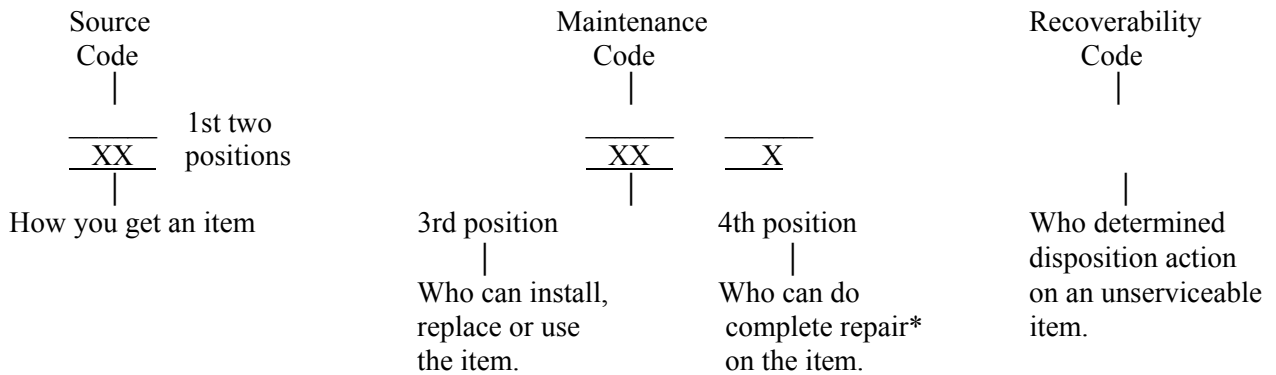 Source
Code
1st two
XX positions
How you get an item
Maintenance
Code
XX X
3rd position
Who can install,
replace or use
the item.
4th position
Who can do
complete repair*
on the item.
Recoverability
Code
Who determined
disposition action
on an unserviceable
item.